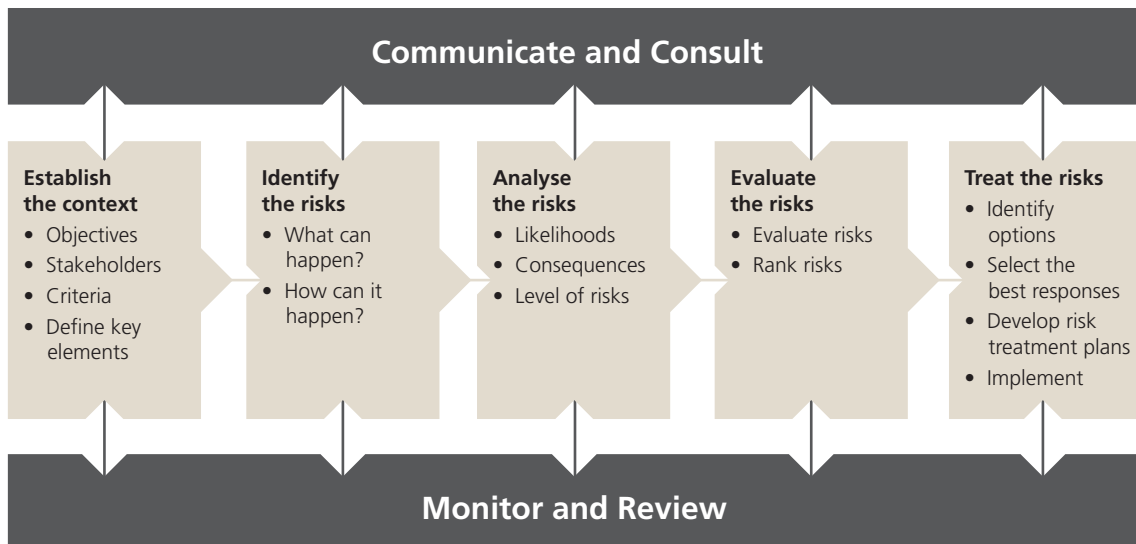 Communicate and Consult
Establish
the context
• Objectives
• Stakeholders
• Criteria
• Define key
elements
Identify
the risks
• What can
happen?
• How can it
happen?
Analyse
the risks
• Likelihoods
• Consequences
• Level of risks
Evaluate
the risks
• Evaluate risks
• Rank risks
Treat the risks
• Identify
options
• Select the
best responses
• Develop risk
treatment plans
• Implement
Monitor and Review